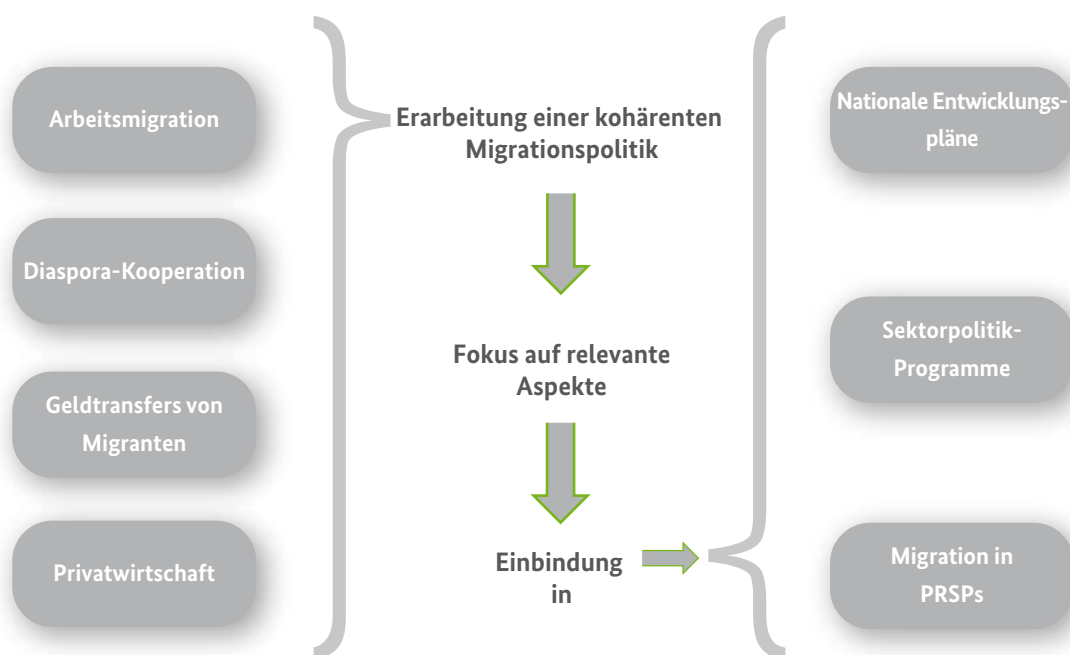 Arbeitsmigration
Diaspora-Kooperation
Geldtransfers von
Migranten
Privatwirtschaft
Erarbeitung einer kohärenten
Migrationspolitik
Fokus auf relevante
Aspekte
Einbindung
in
Nationale Entwicklungs-
pläne
Sektorpolitik-
Programme
Migration in
PRSPs